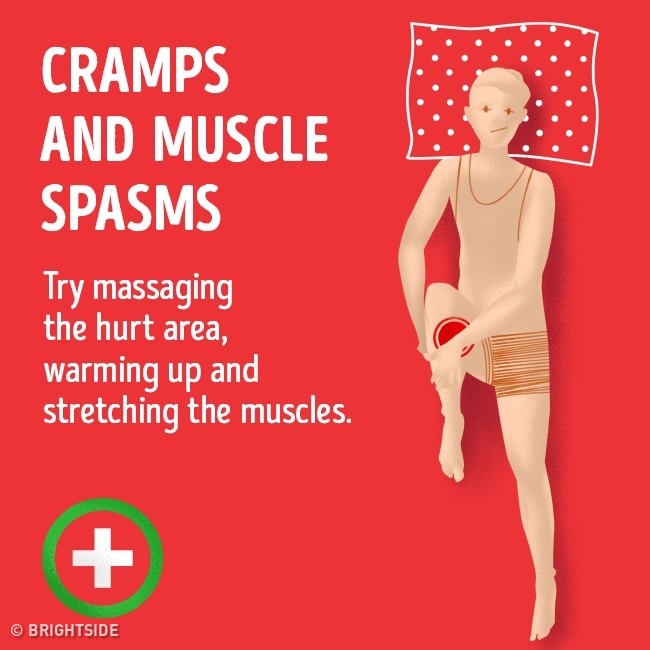 CRAMPS
AND MUSCLE
SPASMS
Try massaging
the hurt area,
warming up and
stretching the muscles.
© BRIGHTSIDE